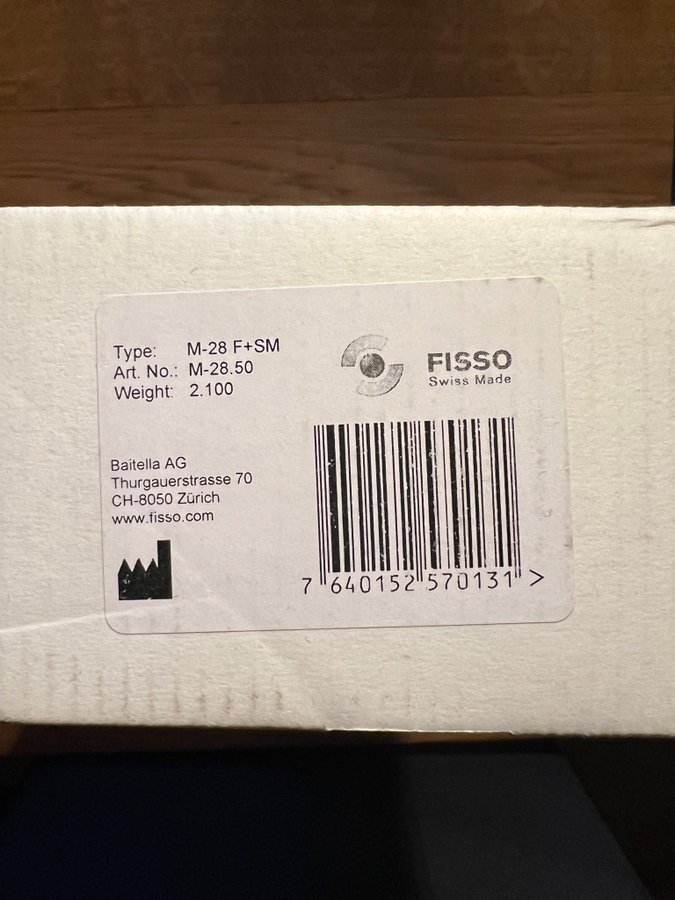 Type: M-28 F+SM
Art. No.: M-28.50
Weight: 2.100
FISSO
Swiss Made
Baitella AG
Thurgauerstrasse 70
CH-8050 Zürich
www.fisso.com
7 640152 570131 >